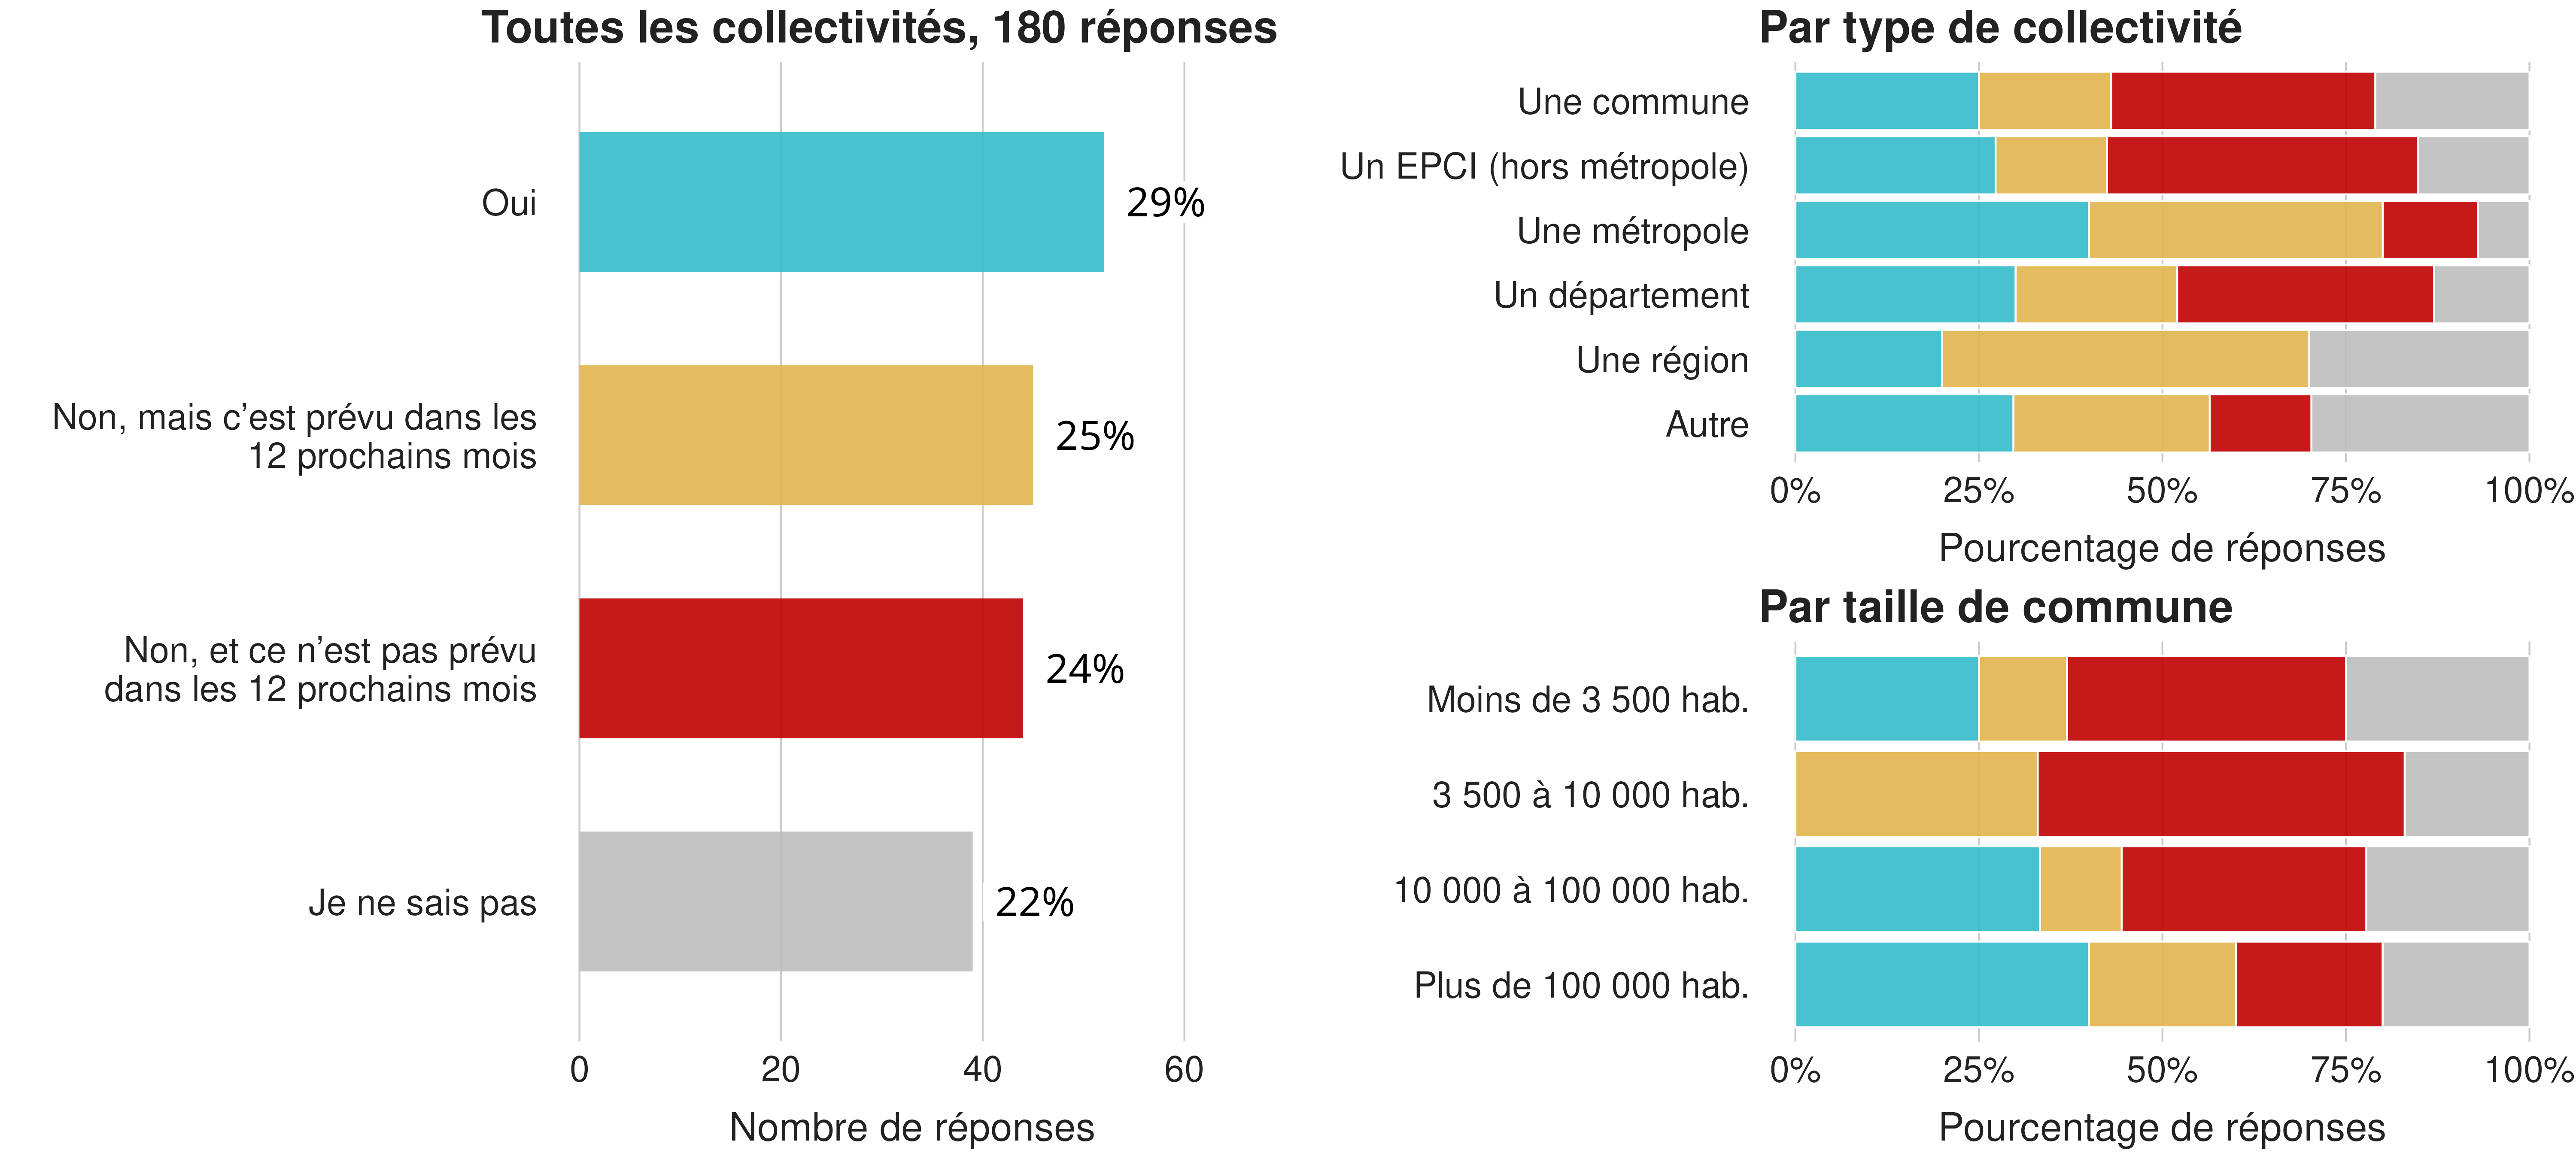 Toutes les collectivités, 180 réponses
Oui
29%
Non, mais c’est prévu dans les
12 prochains mois
25%
Non, et ce n’est pas prévu
dans les 12 prochains mois
24%
Je ne sais pas
22%
0 20 40 60
Nombre de réponses
Par type de collectivité
Une commune
Un EPCI (hors métropole)
Une métropole
Un département
Une région
Autre
0% 25% 50% 75% 100%
Pourcentage de réponses
Par taille de commune
Moins de 3 500 hab.
3 500 à 10 000 hab.
10 000 à 100 000 hab.
Plus de 100 000 hab.
0% 25% 50% 75% 100%
Pourcentage de réponses